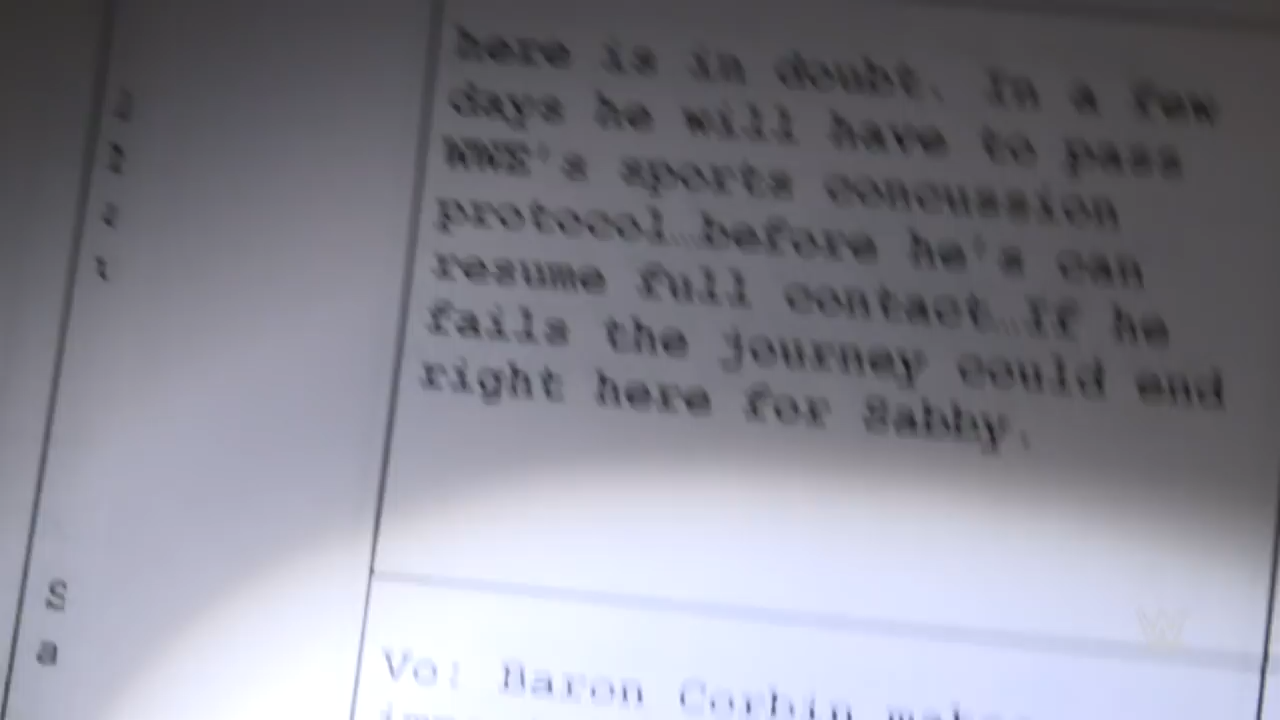 here is in doubt. In a few
days he will have to pass
WWE's sports concussion
protocol…before he's can
resume full contact…If he
fails the journey could end
right here for Sabby.
S
a
Vo: Baron Corbin makes
W